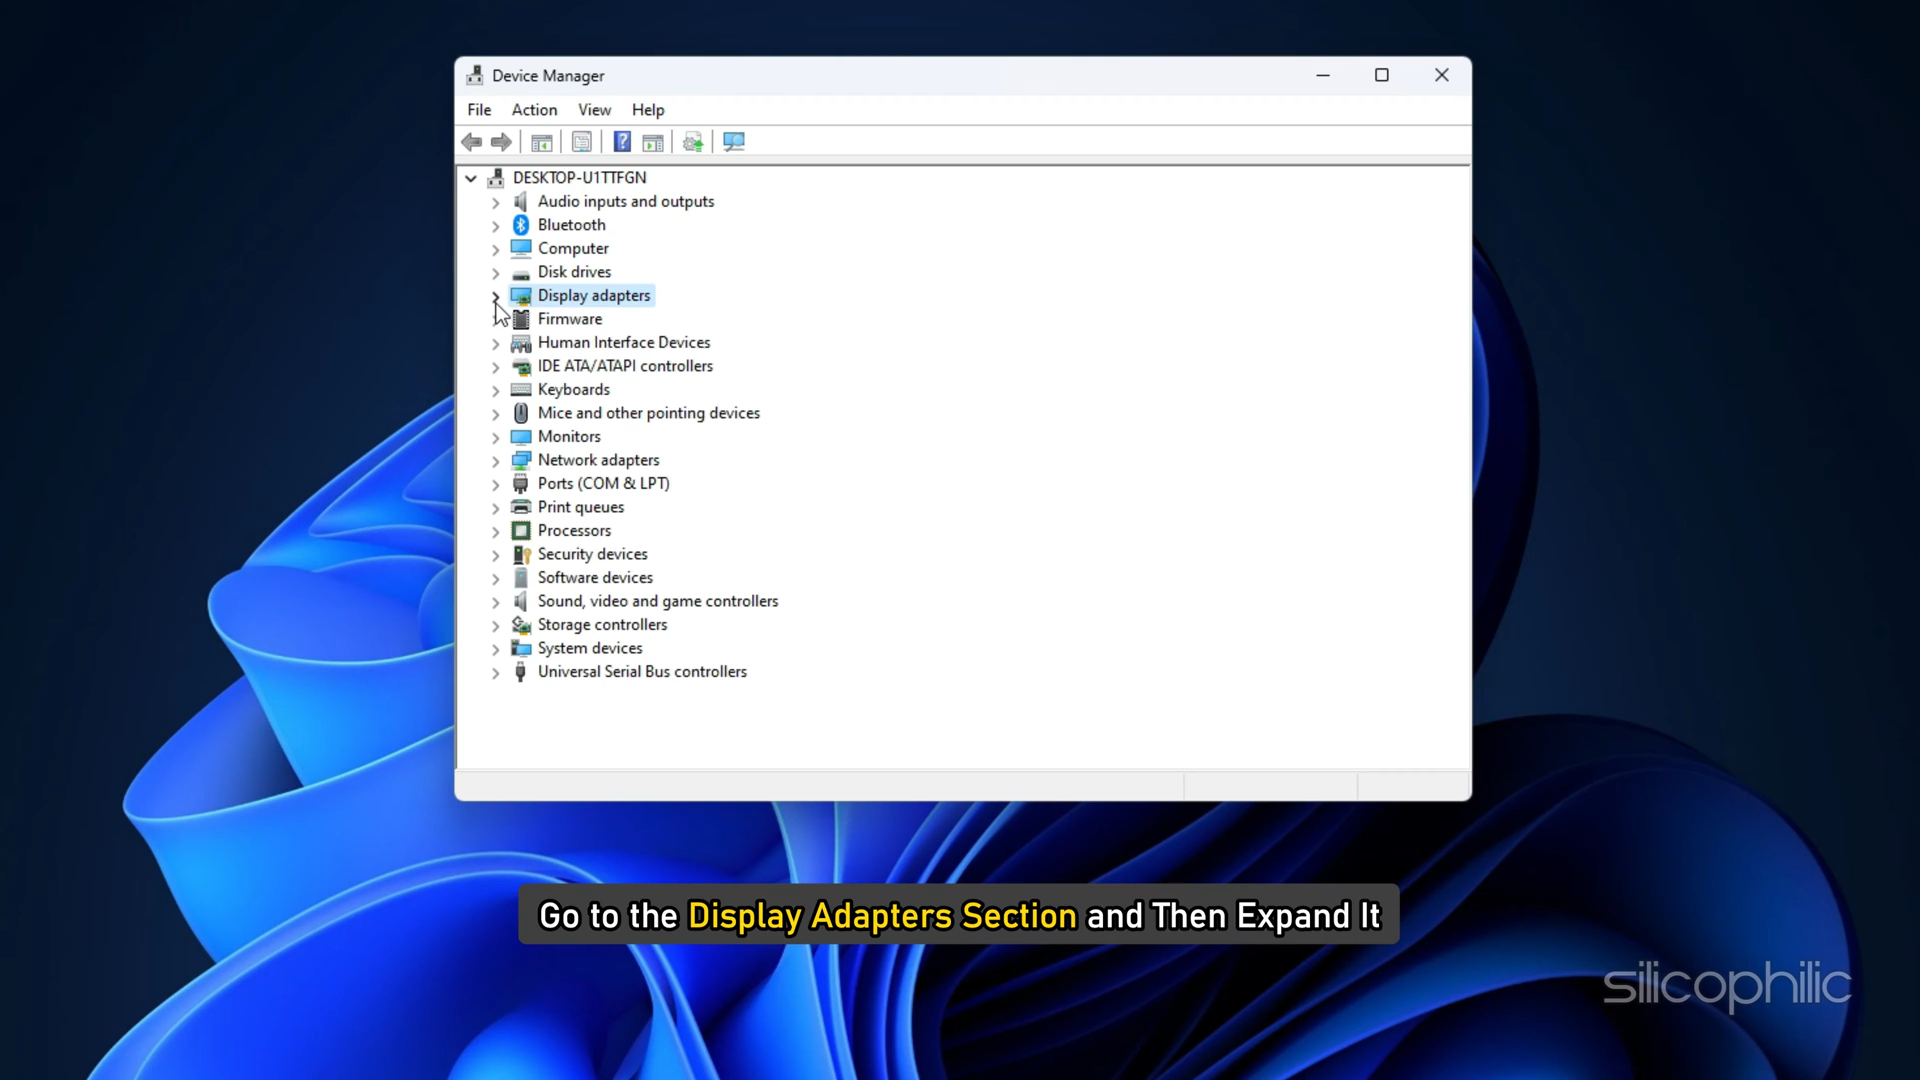 Device Manager
File Action View Help
DESKTOP-U1TTFGN
Audio inputs and outputs
Bluetooth
Computer
Disk drives
Display adapters
Firmware
Human Interface Devices
IDE ATA/ATAPI controllers
Keyboards
Mice and other pointing devices
Monitors
Network adapters
Ports (COM & LPT)
Print queues
Processors
Security devices
Software devices
Sound, video and game controllers
Storage controllers
System devices
Universal Serial Bus controllers
Go to the Display Adapters Section and Then Expand It
silicophilic